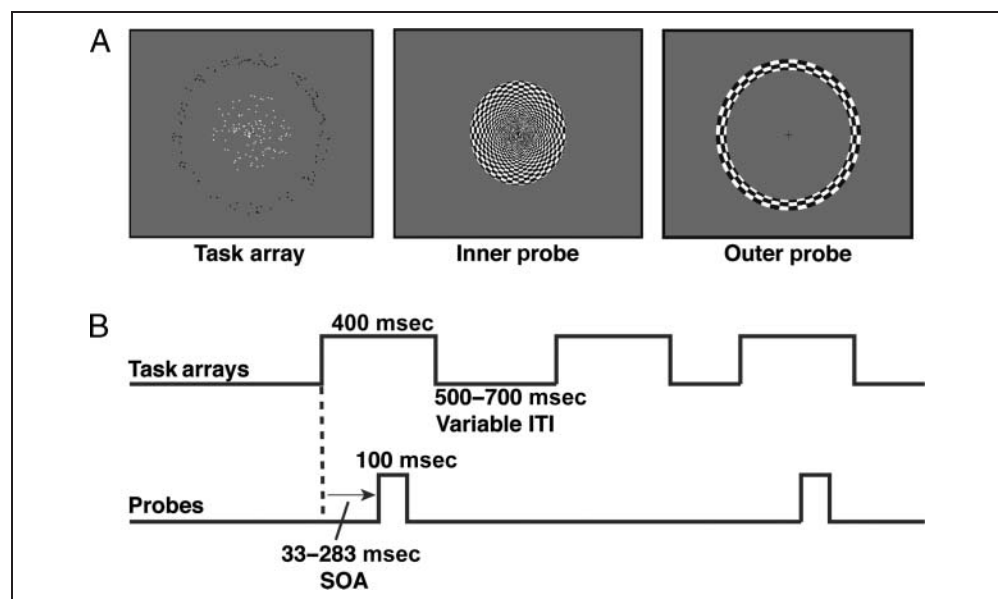 A
Task array
Inner probe
Outer probe
B
400 msec
Task arrays
500–700 msec
Variable ITI
100 msec
Probes
33–283 msec
SOA